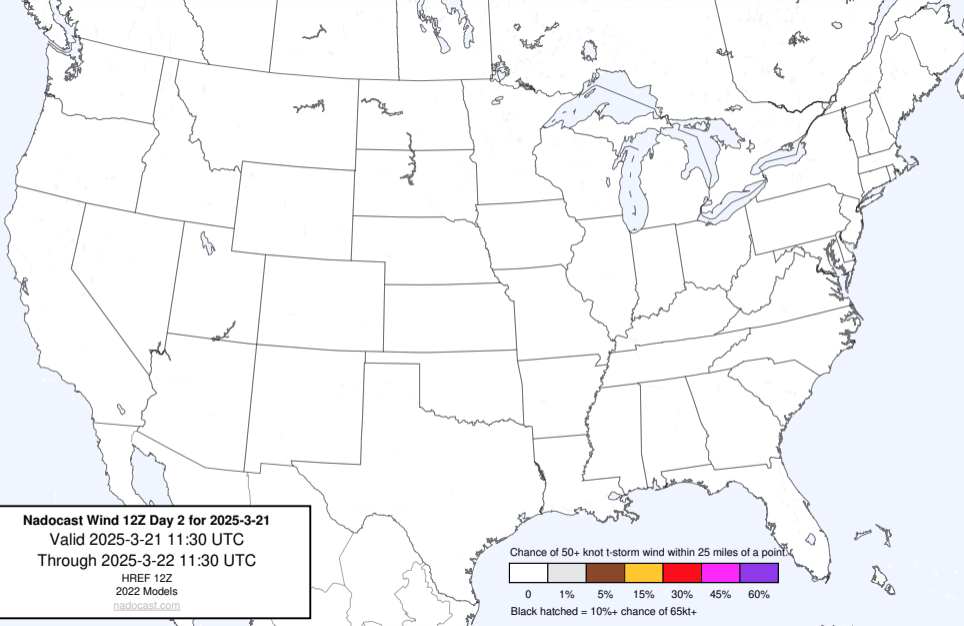 Nadocast Wind 12Z Day 2 for 2025-3-21
Valid 2025-3-21 11:30 UTC
Through 2025-3-22 11:30 UTC
HREF 12Z
2022 Models
nadocast.com
Chance of 50+ knot t-storm wind within 25 miles of a point.
0 1% 5% 15% 30% 45% 60%
Black hatched = 10%+ chance of 65kt+